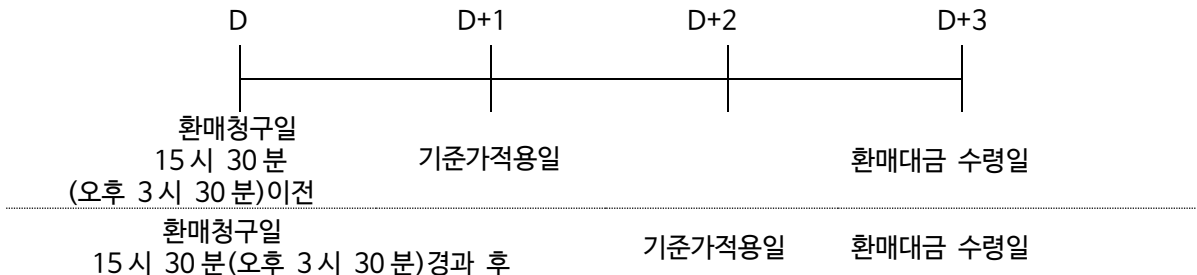 D D+1 D+2 D+3
환매청구일
15시 30분
(오후 3시 30분)이전
기준가적용일 환매대금 수령일
환매청구일
15시 30분(오후 3시 30분)경과 후
기준가적용일 환매대금 수령일